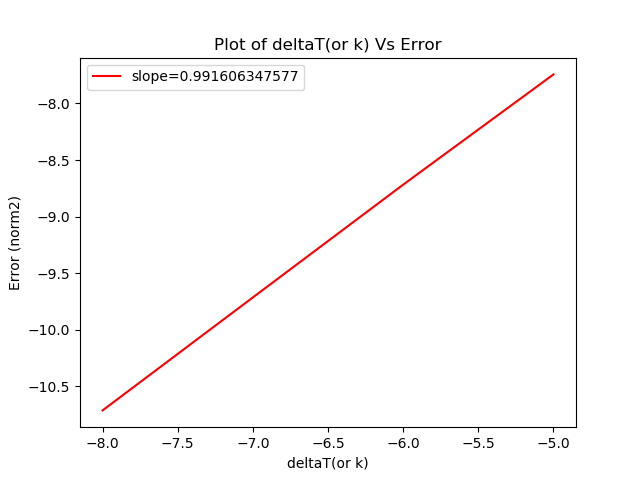 Plot of deltaT(or k) Vs Error
slope=0.991606347577
−8.0
−8.5
−9.0
−9.5
−10.0
−10.5
Error (norm2)
−8.0 −7.5 −7.0 −6.5 −6.0 −5.5 −5.0
deltaT(or k)